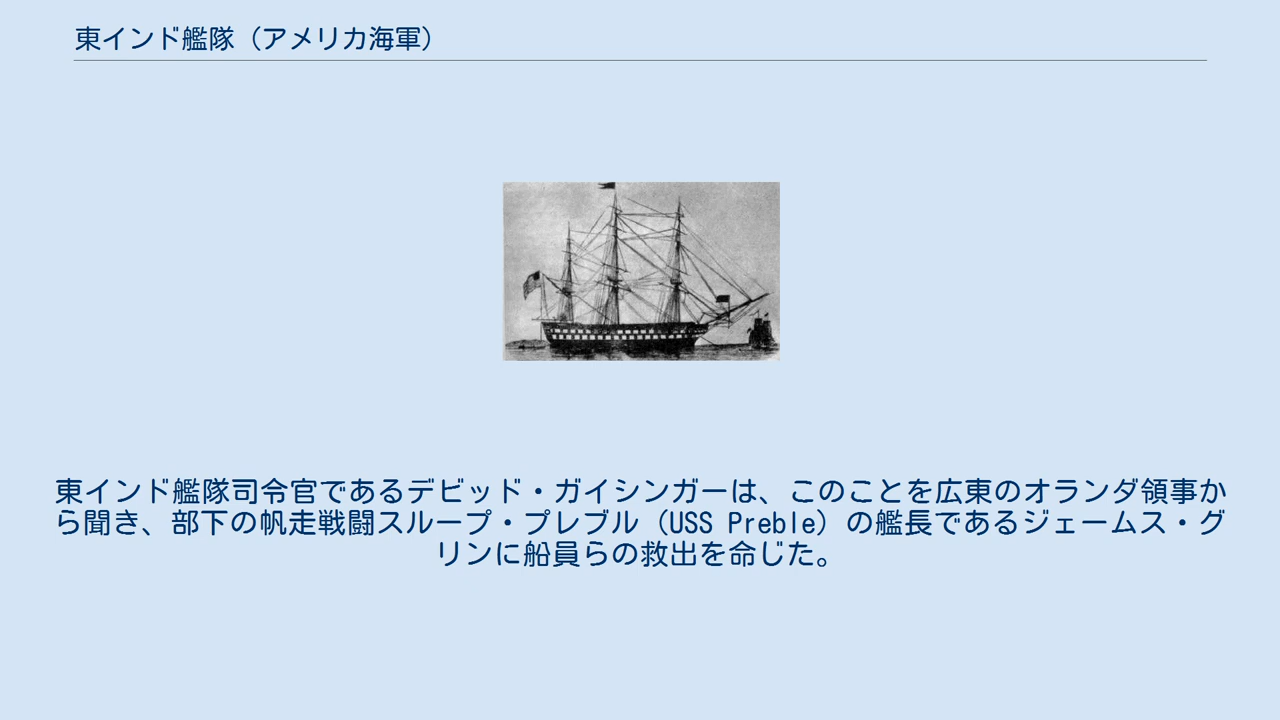 東インド艦隊（アメリカ海軍）
東インド艦隊司令官であるデビッド・ガイシンガーは、このことを広東のオランダ領事か
ら聞き、部下の帆走戦闘スループ・プレブル（USS Preble）の艦長であるジェームス・グ
リンに船員らの救出を命じた。